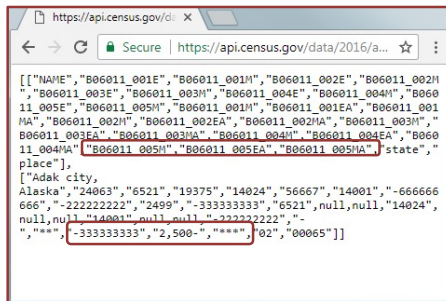 https://api.census.gov/da
Secure | https://api.census.gov/data/2016/a...
[["NAME","B06011_001E","B06011_001M","B06011_002E","B06011_002M
","B06011_003E","B06011_003M","B06011_004E","B06011_004M","B060
11_005E","B06011_005M","B06011_001M","B06011_001EA","B06011_001
MA","B06011_002M","B06011_002EA","B06011_002MA","B06011_003M","
B06011_003EA","B06011_003MA","B06011_004M","B06011_004EA","B060
11_004MA","B06011_005M","B06011_005EA","B06011_005MA","state","
place"],
["Adak city,
Alaska","24063","6521","19375","14024","56667","14001","-666666
666","-222222222","2499","-333333333","6521",null,null,"14024",
null,null,"14001",null,null,"-222222222","-
","**","-333333333","2,500-","***","02","00065"]]